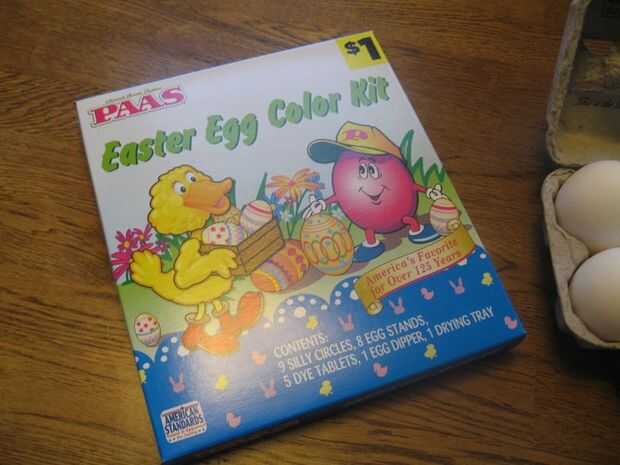 $1
PAAS
Easter Egg Color Kit
America's Favorite
for Over 125 Years
CONTENTS:
9 SILLY CIRCLES, 8 EGG STANDS,
5 DYE TABLETS, 1 EGG DIPPER, 1 DRYING TRAY
AMERICAN
STANDARDS